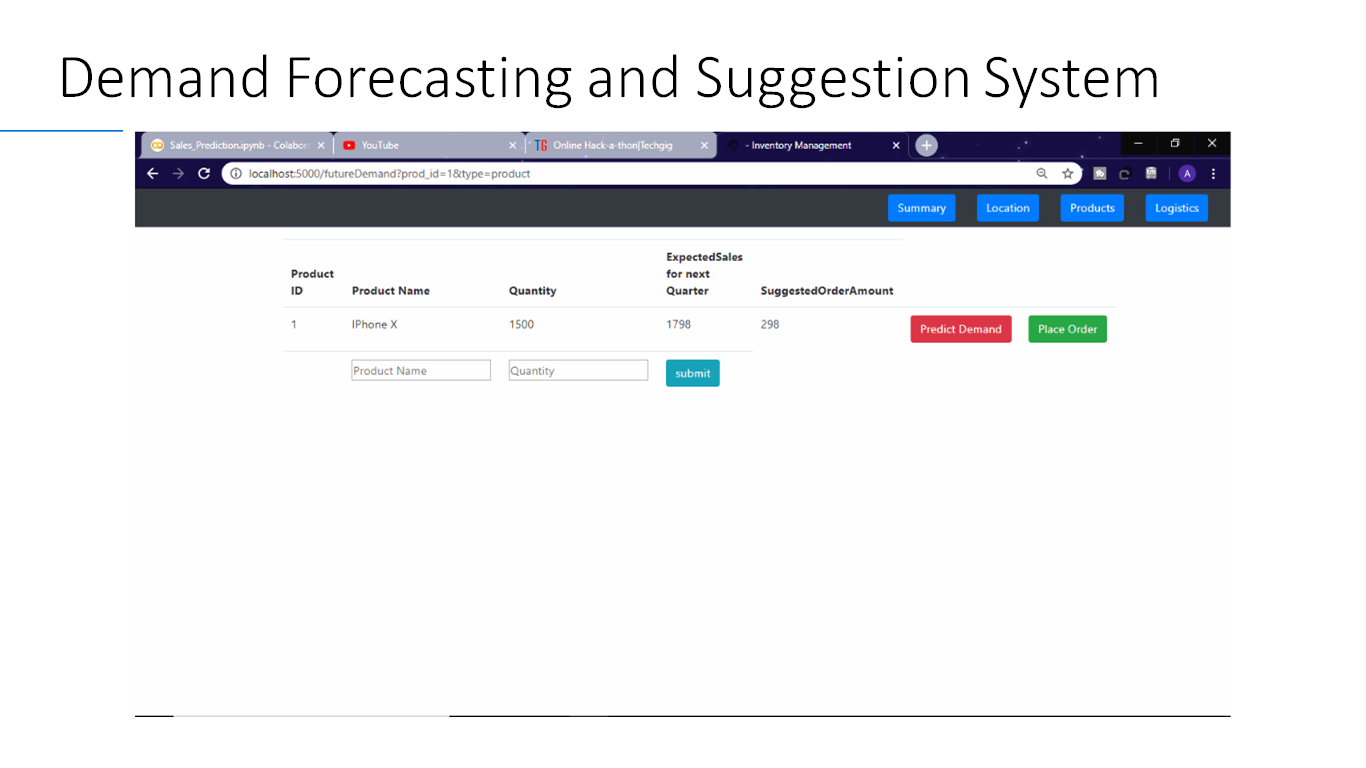 Demand Forecasting and Suggestion System
Sales_Prediction.ipynb - Colabor
YouTube
TG Online Hack-a-thon|Techgig
- Inventory Management
localhost:5000/futureDemand?prod_id=1&type=product
A
Summary Location Products Logistics
Product ID
Product Name
Quantity
ExpectedSales for next Quarter
SuggestedOrderAmount
1 IPhone X 1500 1798 298 Predict Demand Place Order
Product Name Quantity submit